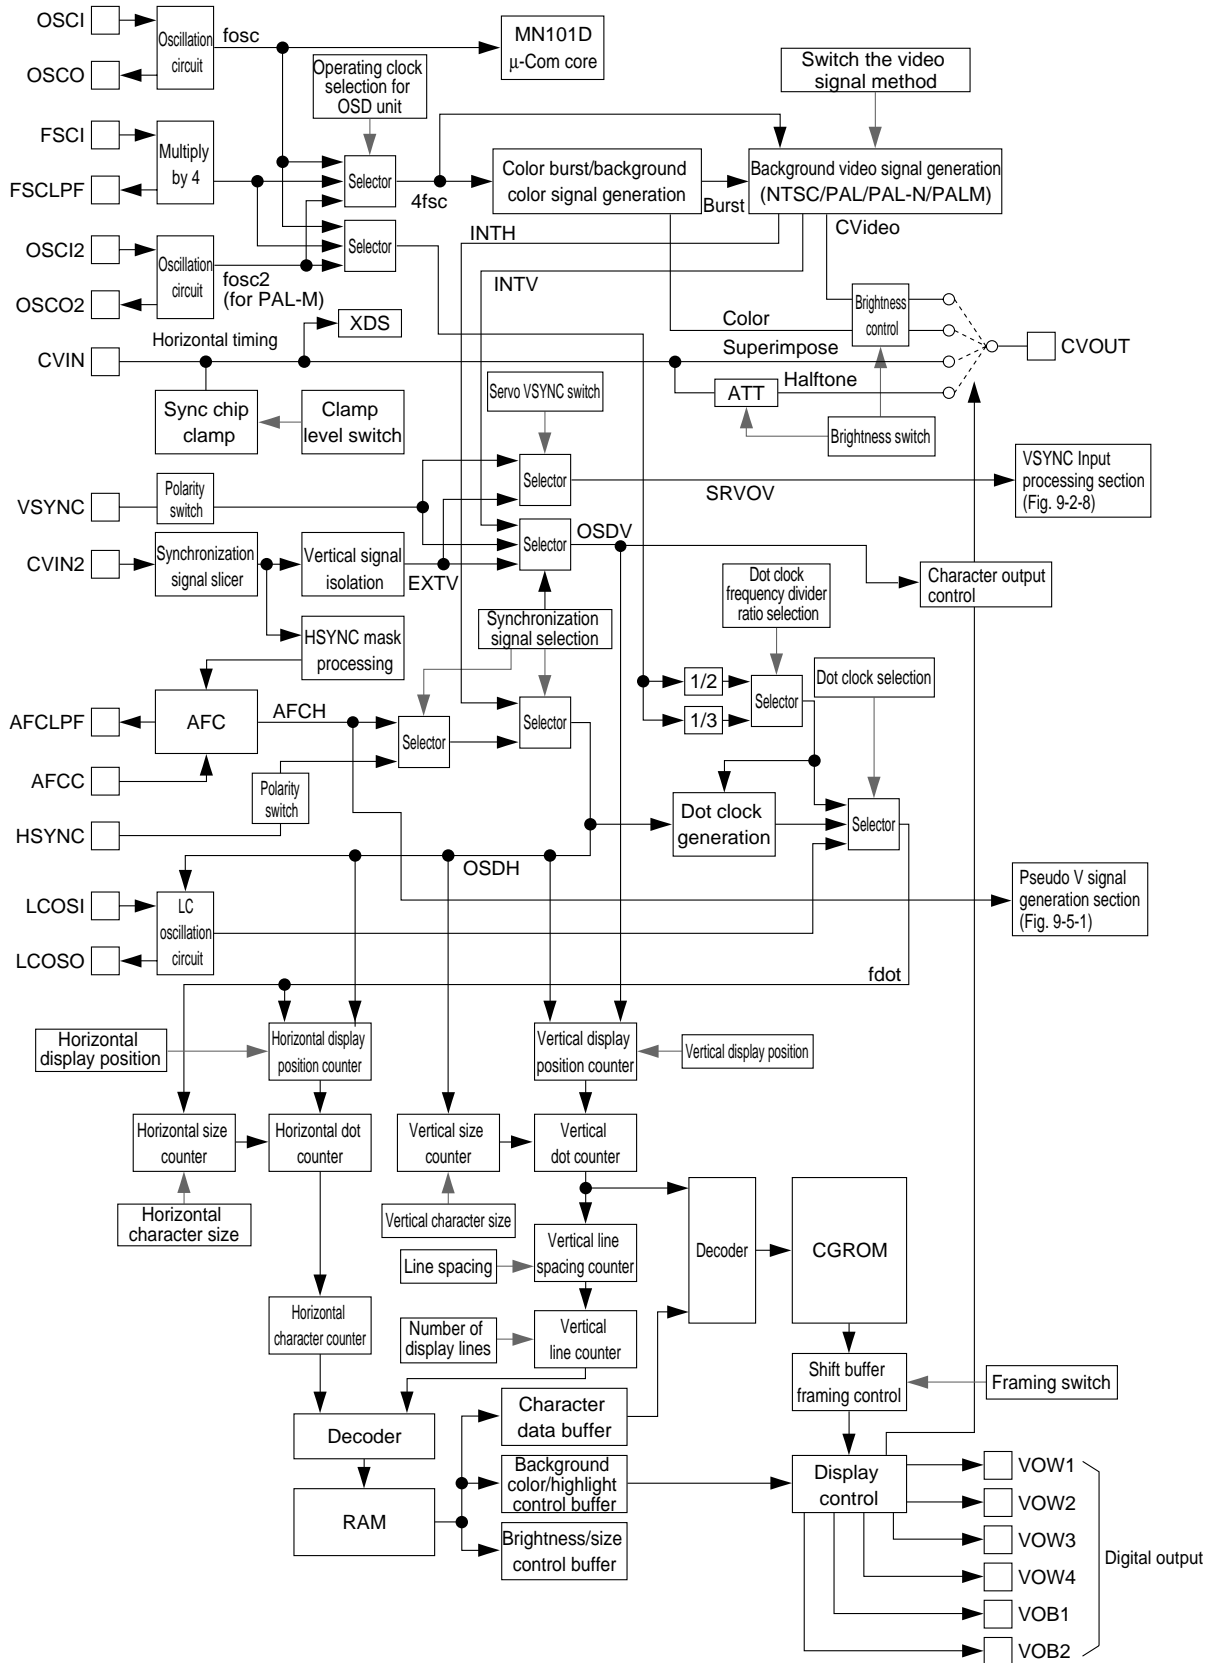 OSCI
OSCO
Oscillation
circuit
fosc
MN101D
μ-Com core
Operating clock
selection for
OSD unit
Switch the video
signal method
FSCI
FSCLPF
Multiply
by 4
Selector
4fsc
Color burst/background
color signal generation
Burst
Background video signal generation
(NTSC/PAL/PAL-N/PALM)
CVideo
OSCI2
OSCO2
Oscillation
circuit
fosc2
(for PAL-M)
Selector
INTH
INTV
Brightness
control
Color
Superimpose
Halftone
CVOUT
XDS
Horizontal timing
CVIN
Sync chip
clamp
Clamp
level switch
ATT
Brightness switch
Servo VSYNC switch
Selector
SRVOV
VSYNC Input
processing section
(Fig. 9-2-8)
VSYNC
Polarity
switch
CVIN2
Synchronization
signal slicer
Vertical signal
isolation
EXTV
Selector
OSDV
Character output
control
Dot clock
frequency divider
ratio selection
HSYNC mask
processing
Synchronization
signal selection
Dot clock selection
1/2
1/3
Selector
AFCLPF
AFC
AFCH
Selector
Selector
AFCC
Polarity
switch
HSYNC
Dot clock
generation
Selector
OSDH
LCOSI
LCOSO
LC
oscillation
circuit
Pseudo V signal
generation section
(Fig. 9-5-1)
fdot
Horizontal
display position
Horizontal display
position counter
Vertical display
position counter
Vertical display position
Horizontal size
counter
Horizontal dot
counter
Vertical size
counter
Vertical
dot counter
Horizontal
character size
Vertical character size
Line spacing
Vertical line
spacing counter
Decoder
CGROM
Horizontal
character counter
Number of
display lines
Vertical
line counter
Shift buffer
framing control
Framing switch
Decoder
Character
data buffer
RAM
Background
color/highlight
control buffer
Brightness/size
control buffer
Display
control
VOW1
VOW2
VOW3
VOW4
VOB1
VOB2
Digital output